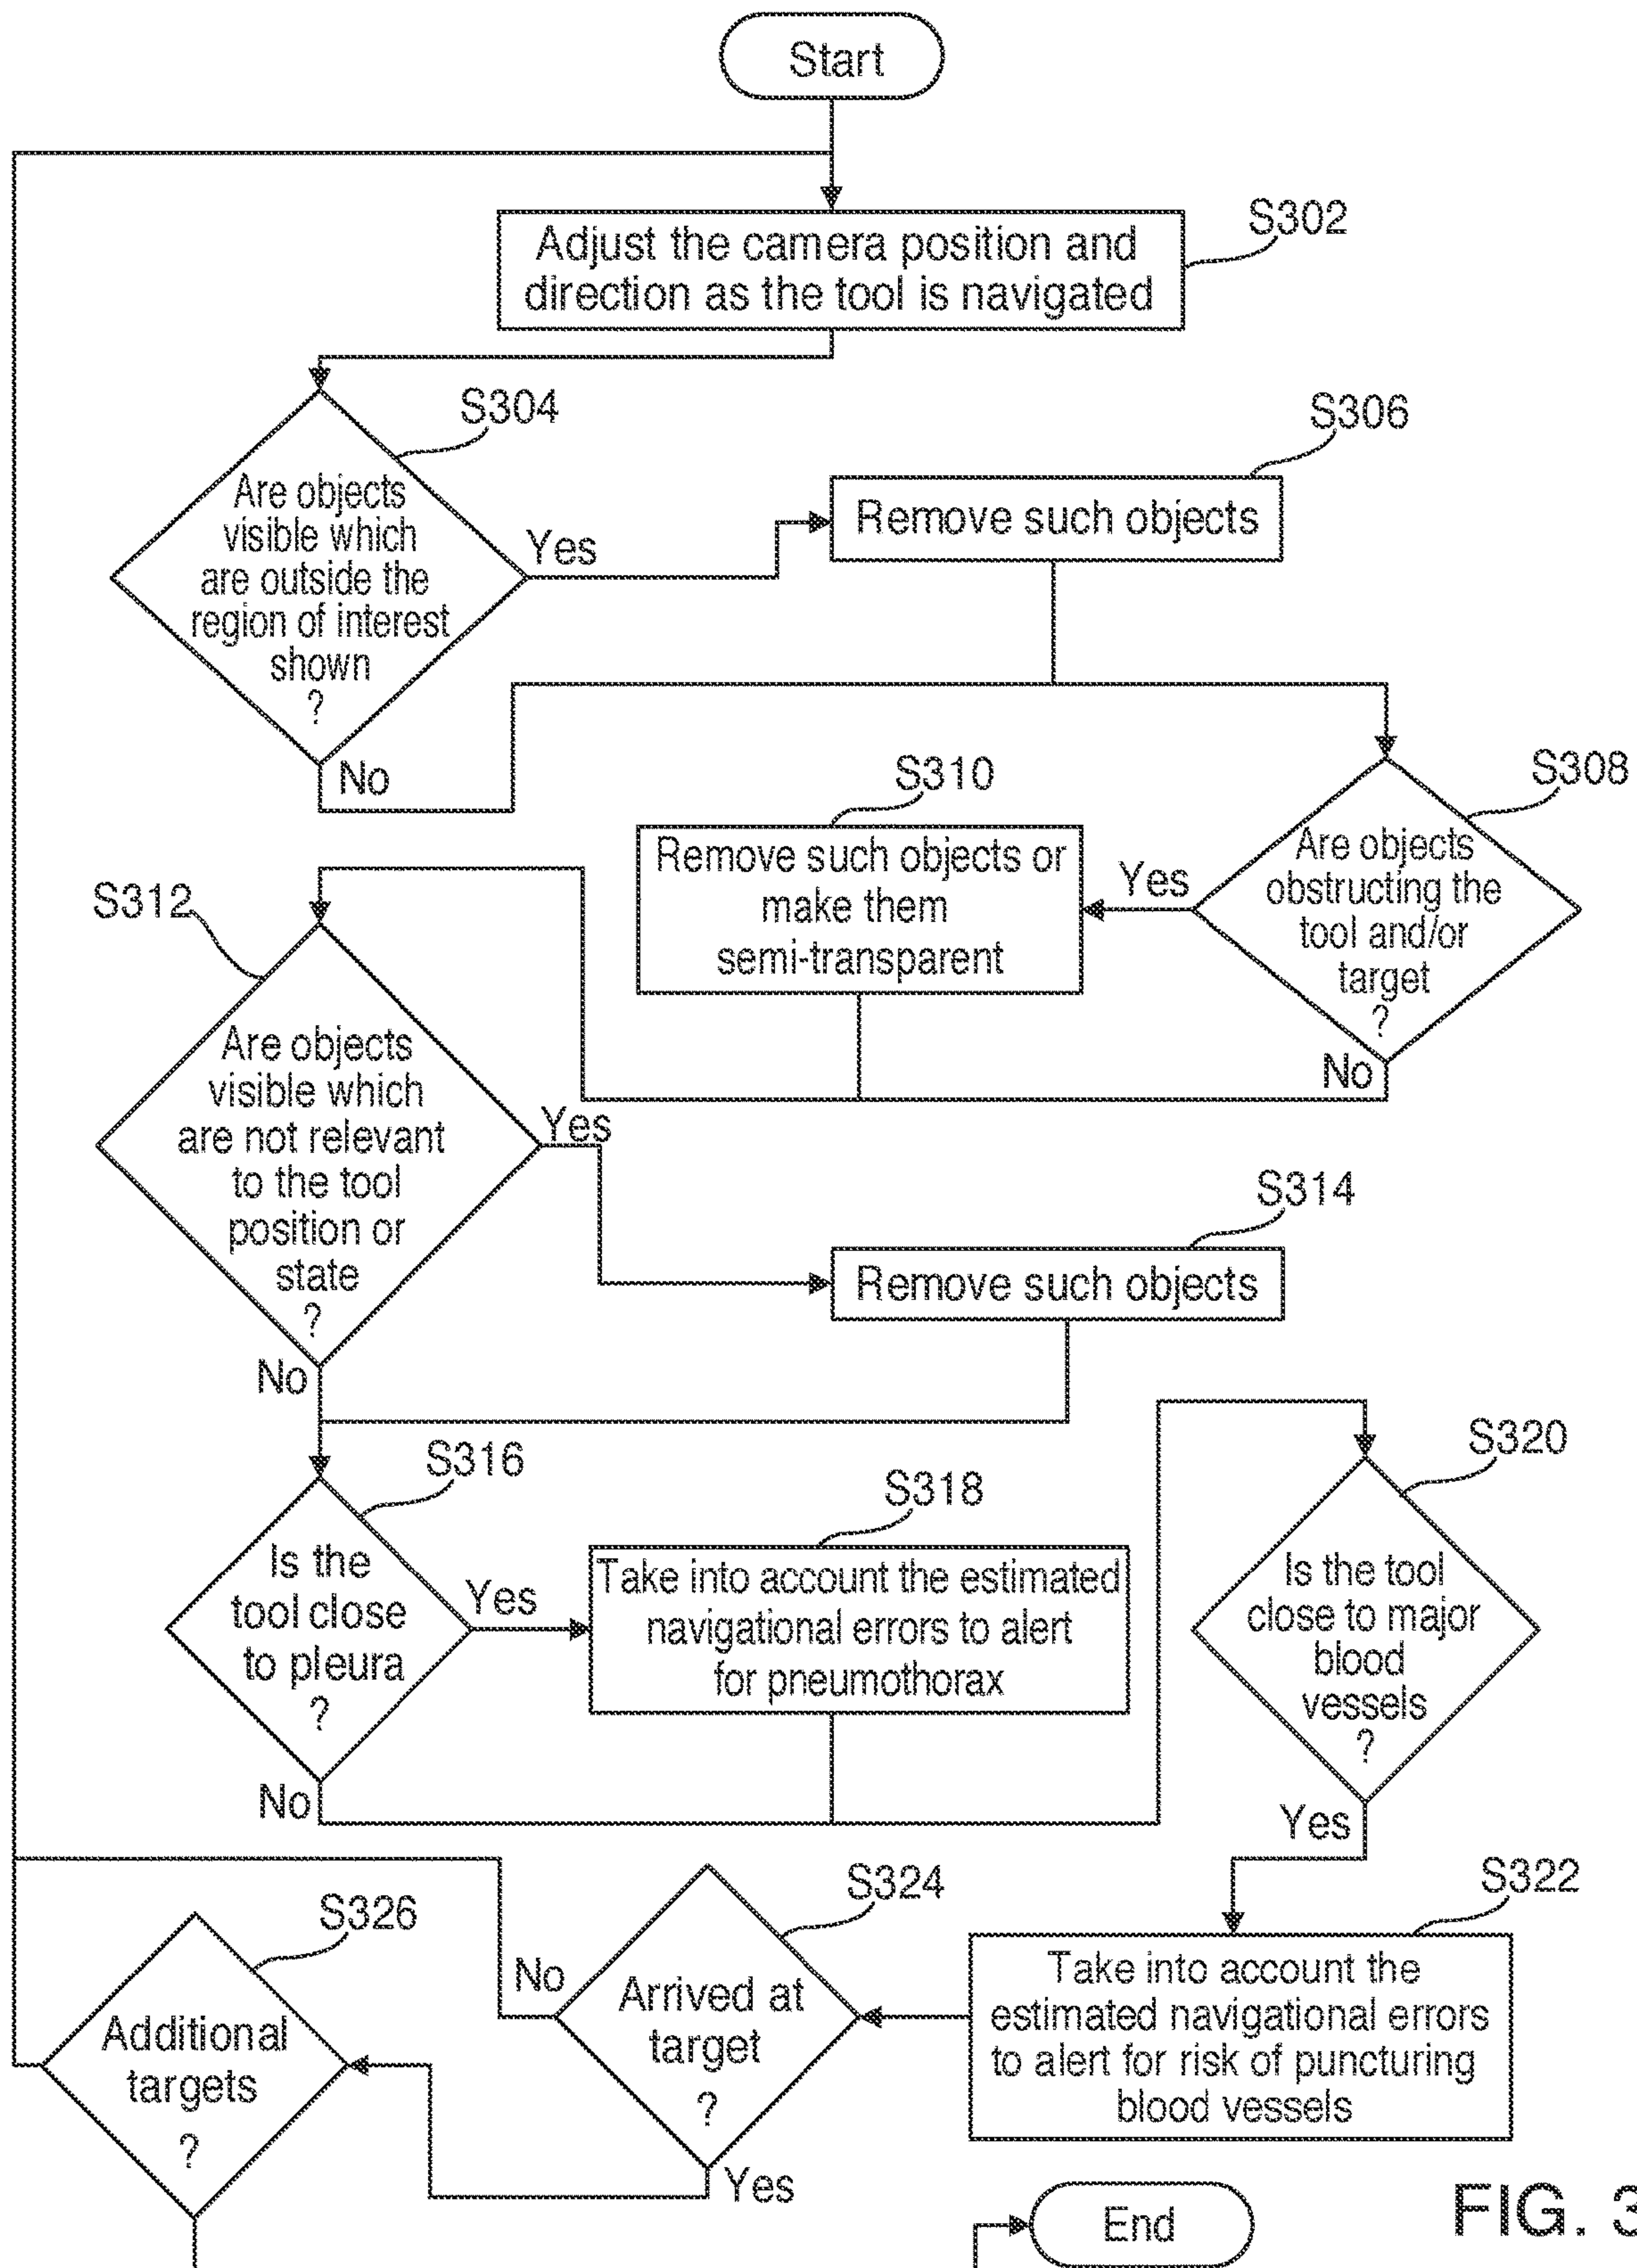 Start
S302
Adjust the camera position and
direction as the tool is navigated
S304
Are objects
visible which
are outside the
region of interest
shown
?
Yes
No
S306
Remove such objects
S308
Are objects
obstructing the
tool and/or
target
?
Yes
No
S310
Remove such objects or
make them
semi-transparent
S312
Are objects
visible which
are not relevant
to the tool
position or
state
?
Yes
No
S314
Remove such objects
S316
Is the
tool close
to pleura
?
Yes
No
S318
Take into account the estimated
navigational errors to alert
for pneumothorax
S320
Is the tool
close to major
blood
vessels
?
Yes
S322
Take into account the
estimated navigational errors
to alert for risk of puncturing
blood vessels
S324
Arrived at
target
?
No
Yes
S326
Additional
targets
?
End
FIG. 3